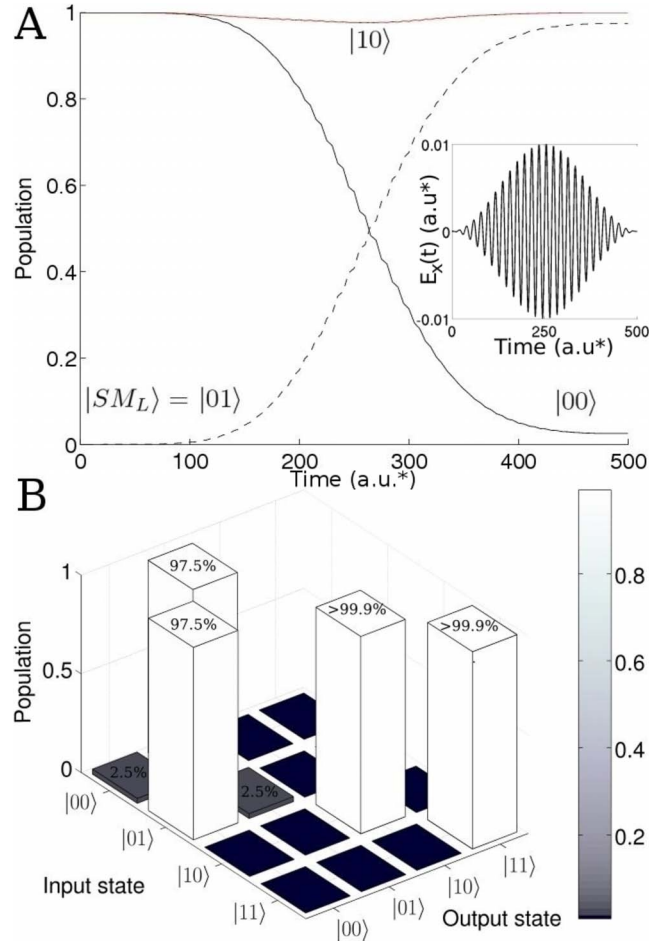 A
1
0.8
0.6
0.4
0.2
0
Population
|10⟩
|SM_L⟩ = |01⟩
|00⟩
0 100 200 300 400 500
Time (a.u.*)
0.01
0
-0.01
E_x(t) (a.u*)
0 250 500
Time (a.u*)
B
1
0.5
0
Population
97.5%
97.5%
>99.9%
>99.9%
2.5%
2.5%
|00⟩
|01⟩
|10⟩
|11⟩
Input state
|00⟩
|01⟩
|10⟩
|11⟩
Output state
0.8
0.6
0.4
0.2